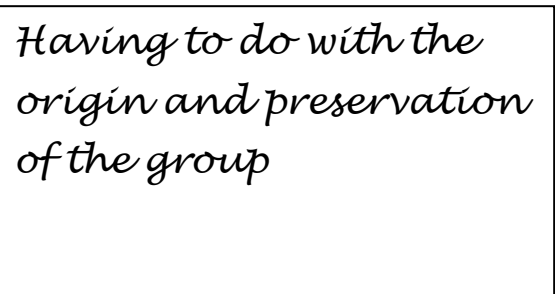 Having to do with the
origin and preservation
of the group